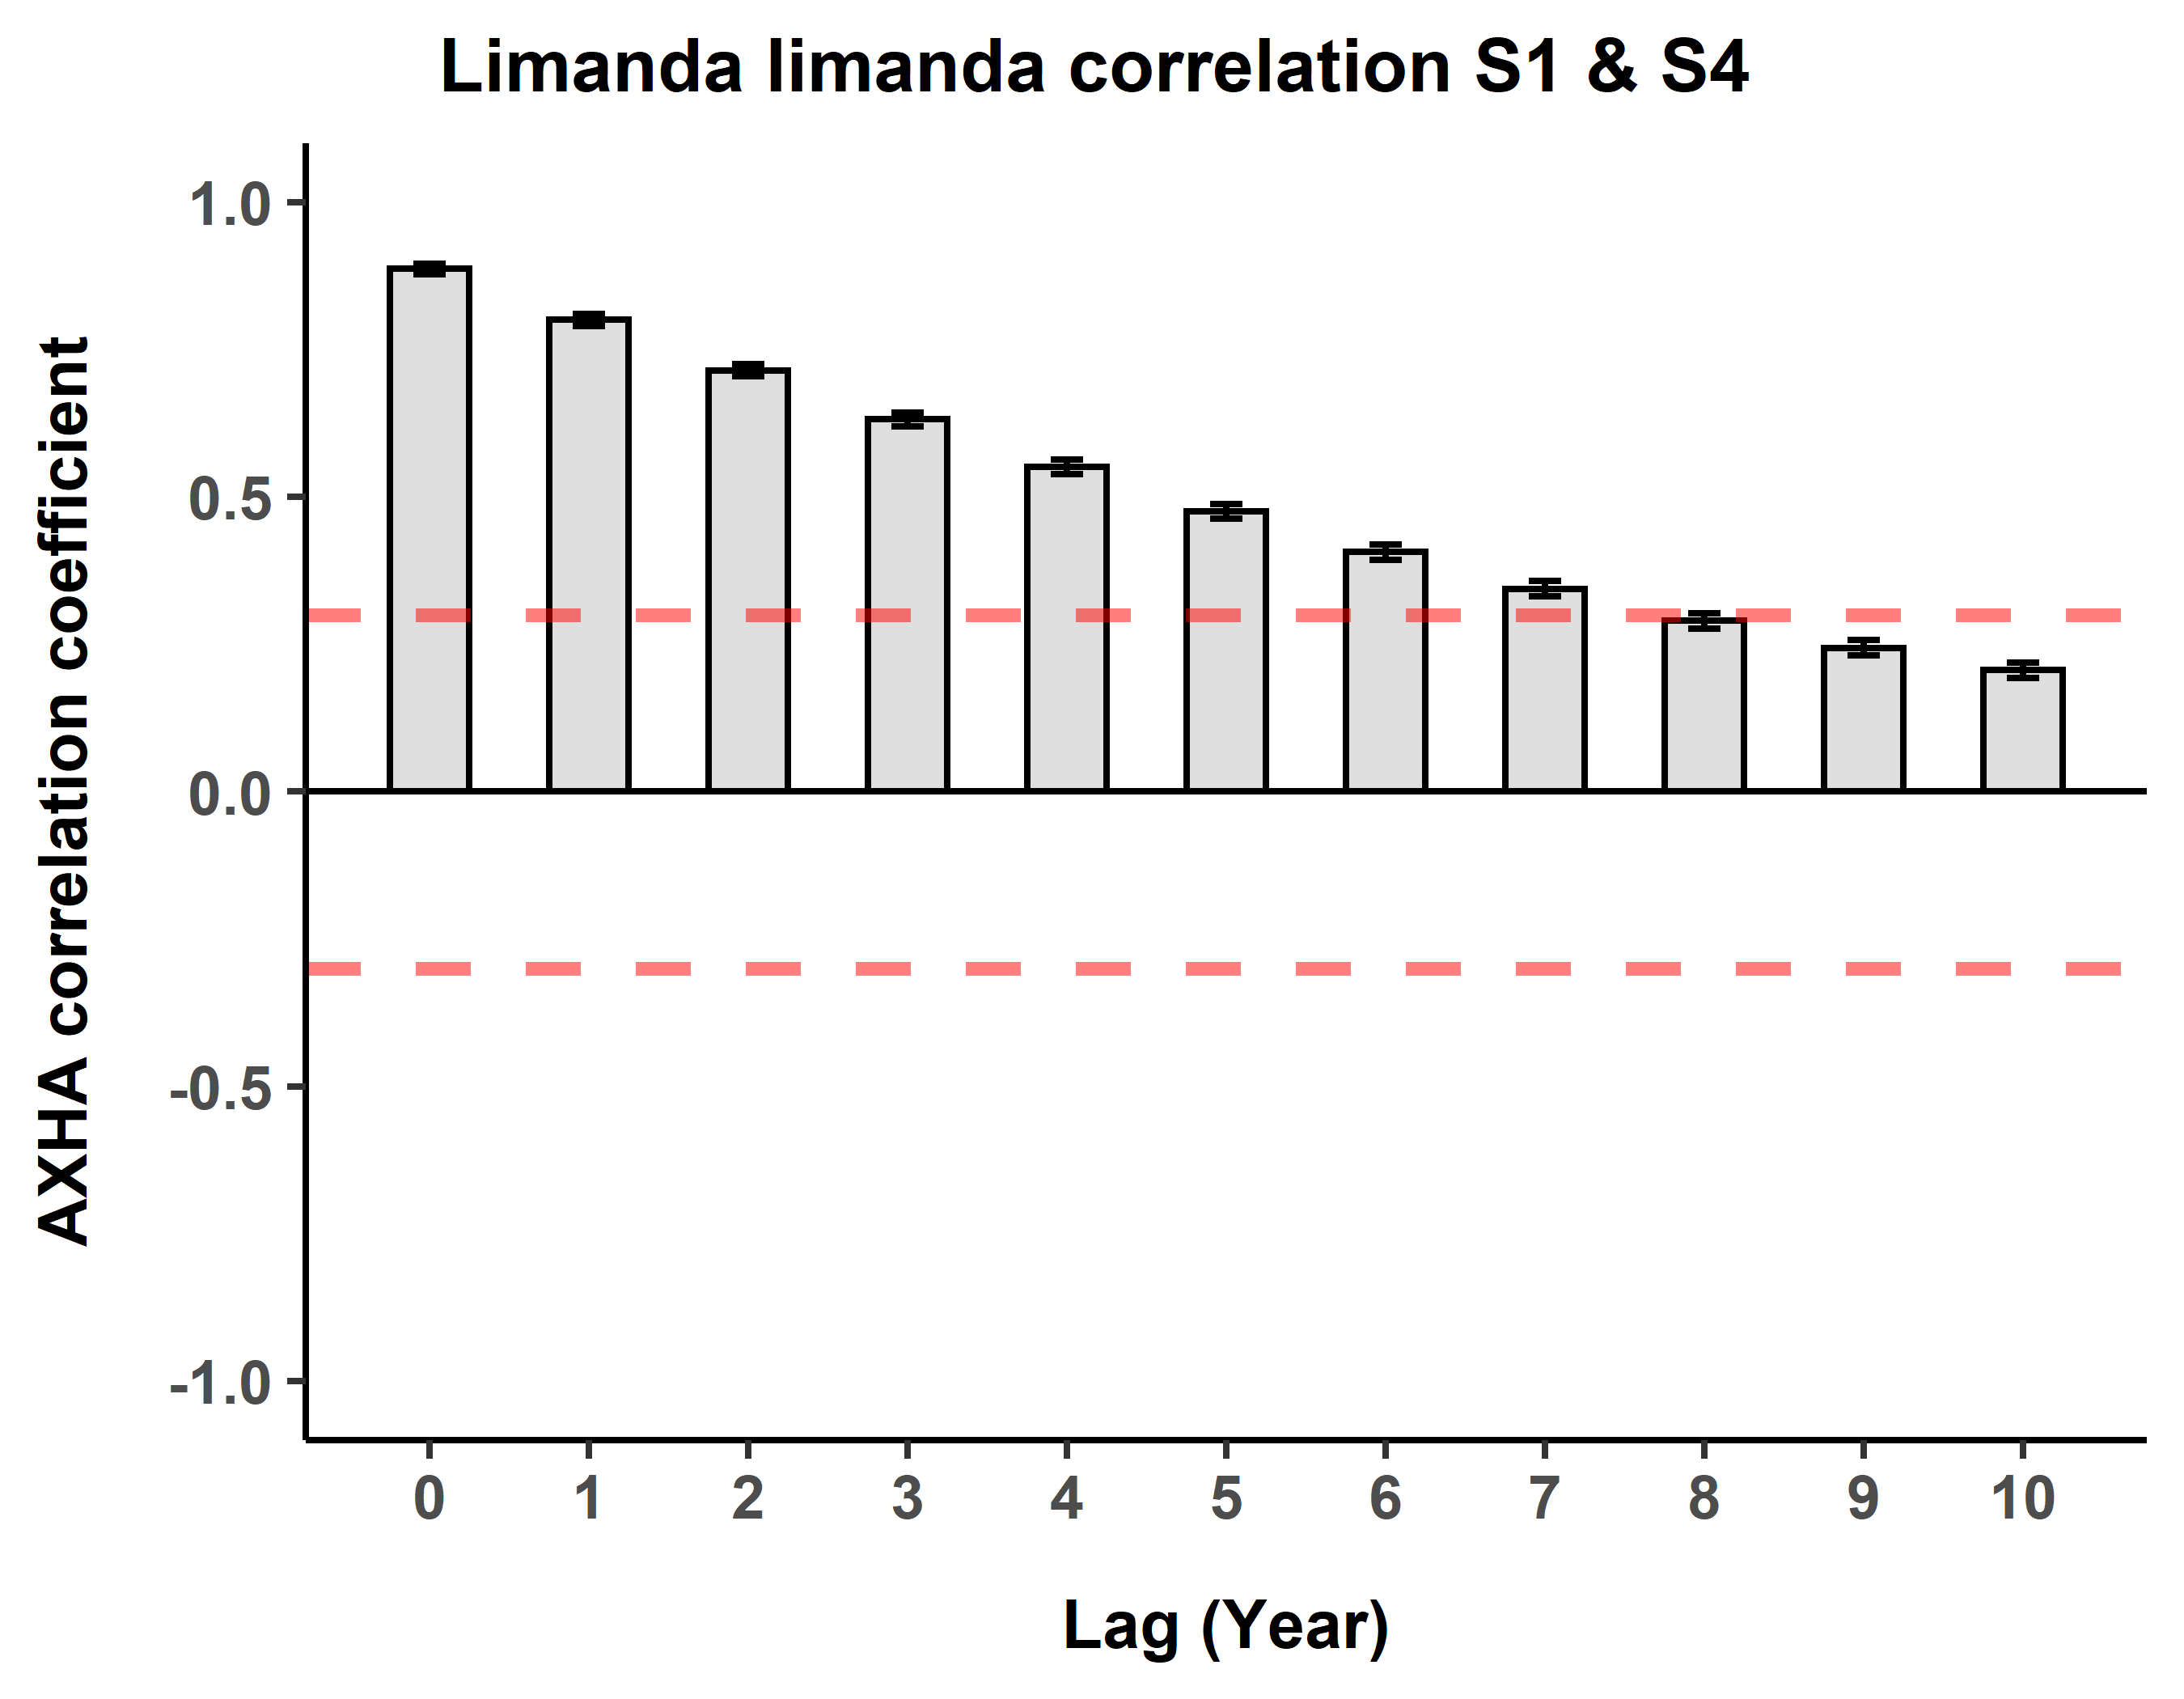 Limanda limanda correlation S1 & S4
AXHA correlation coefficient
1.0
0.5
0.0
-0.5
-1.0
0 1 2 3 4 5 6 7 8 9 10
Lag (Year)